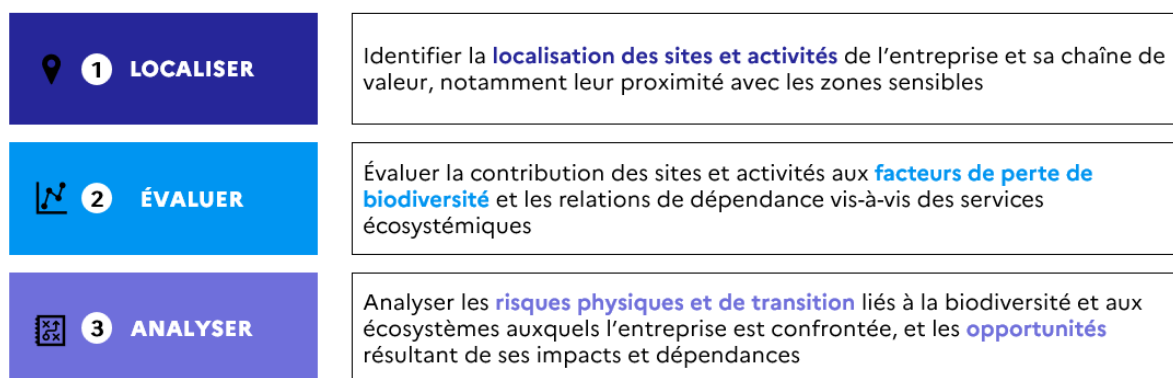 1 LOCALISER
Identifier la localisation des sites et activités de l'entreprise et sa chaîne de
valeur, notamment leur proximité avec les zones sensibles
2 ÉVALUER
Évaluer la contribution des sites et activités aux facteurs de perte de
biodiversité et les relations de dépendance vis-à-vis des services
écosystémiques
3 ANALYSER
Analyser les risques physiques et de transition liés à la biodiversité et aux
écosystèmes auxquels l'entreprise est confrontée, et les opportunités
résultant de ses impacts et dépendances